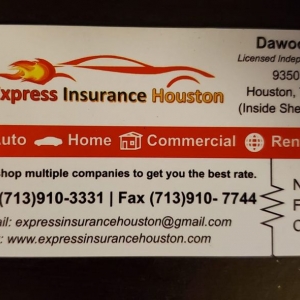 Dawoo
Licensed Indep
Express Insurance Houston
9350
Houston,
(Inside She
Auto Home Commercial Ren
hop multiple companies to get you the best rate.
(713)910-3331 | Fax (713)910- 7744
ail: expressinsurancehouston@gmail.com
: www.expressinsurancehouston.com